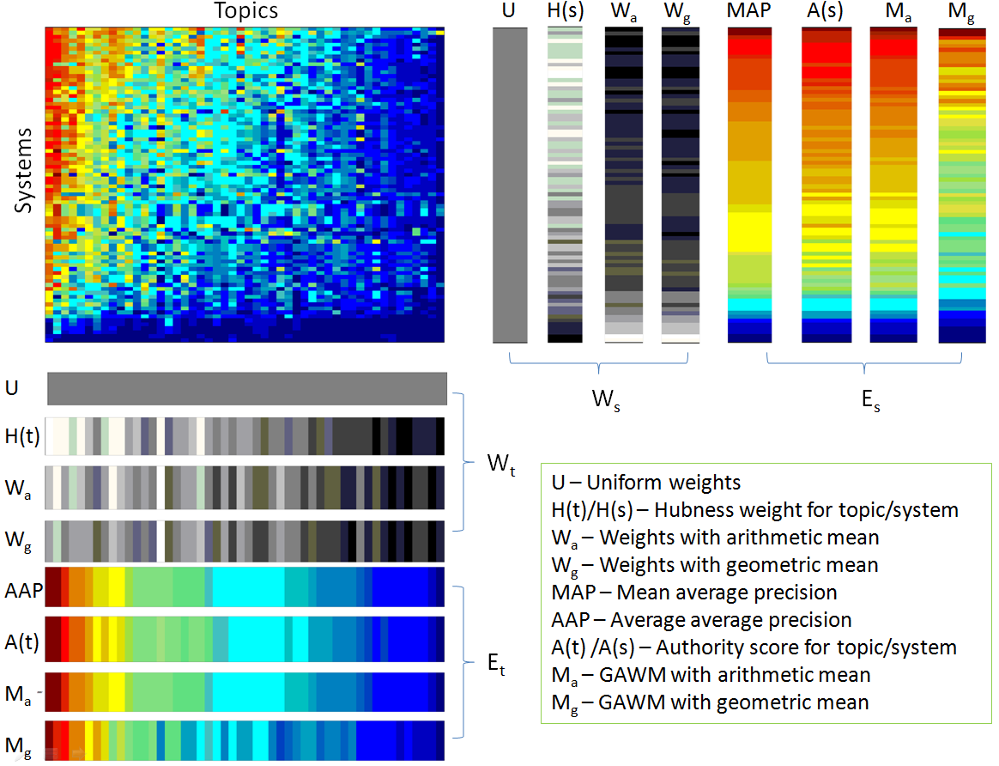 Topics
U H(s) Wa Wg MAP A(s) Ma Mg
Systems
Ws Es
U
H(t)
Wa
Wg
Wt
AAP
A(t)
Ma
Mg
Et
U – Uniform weights
H(t)/H(s) – Hubness weight for topic/system
Wa – Weights with arithmetic mean
Wg – Weights with geometric mean
MAP – Mean average precision
AAP – Average average precision
A(t) /A(s) – Authority score for topic/system
Ma – GAWM with arithmetic mean
Mg – GAWM with geometric mean